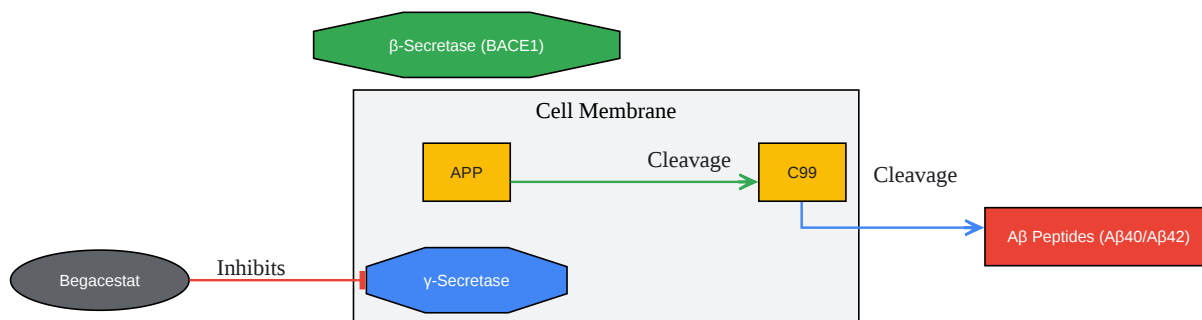 β-Secretase (BACE1)
Cell Membrane
APP
Cleavage
C99
Cleavage
Aβ Peptides (Aβ40/Aβ42)
Begacestat
Inhibits
γ-Secretase